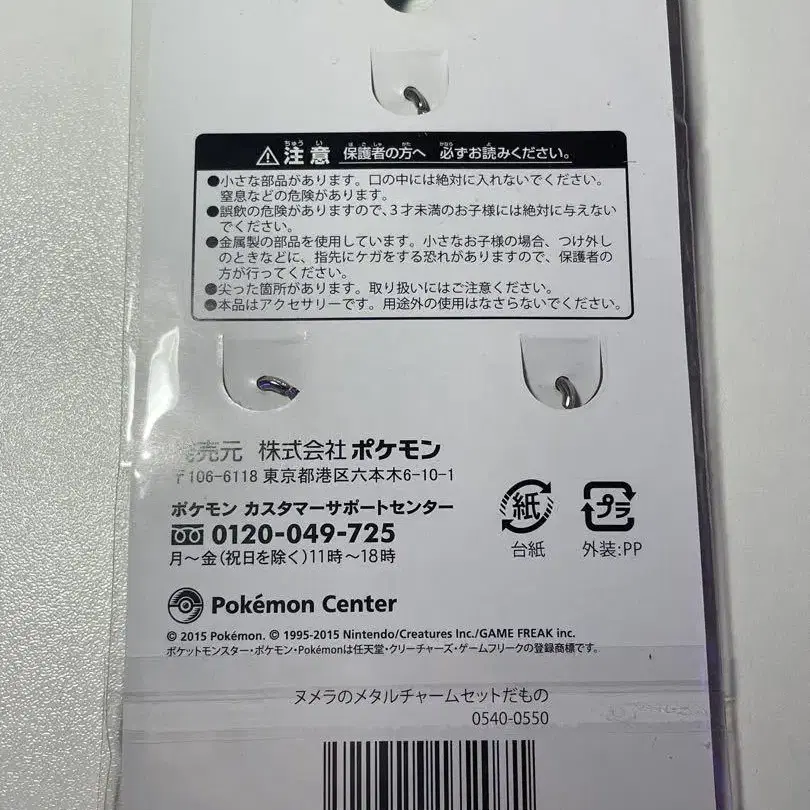 注意 保護者の方へ 必ずお読みください。
●小さな部品があります。口の中には絶対に入れないでください。
窒息などの危険があります。
●誤飲の危険がありますので、3才未満のお子様には絶対に与えない
でください。
●金属製の部品を使用しています。小さなお子様の場合、つけ外し
のときなどに、指先にケガをする恐れがありますので、保護者の
方が行ってください。
●尖った箇所があります。取り扱いにはご注意ください。
●本品はアクセサリーです。用途外の使用はなさらないでください。
発売元 株式会社ポケモン
〒106-6118 東京都港区六本木6-10-1
ポケモン カスタマーサポートセンター
0120-049-725
月～金(祝日を除く)11時～18時
紙
台紙
プラ
外装:PP
Pokémon Center
© 2015 Pokémon. © 1995-2015 Nintendo/Creatures Inc./GAME FREAK inc.
ポケットモンスター・ポケモン・Pokémonは任天堂・クリーチャーズ・ゲームフリークの登録商標です。
ヌメラのメタルチャームセットだもの
0540-0550